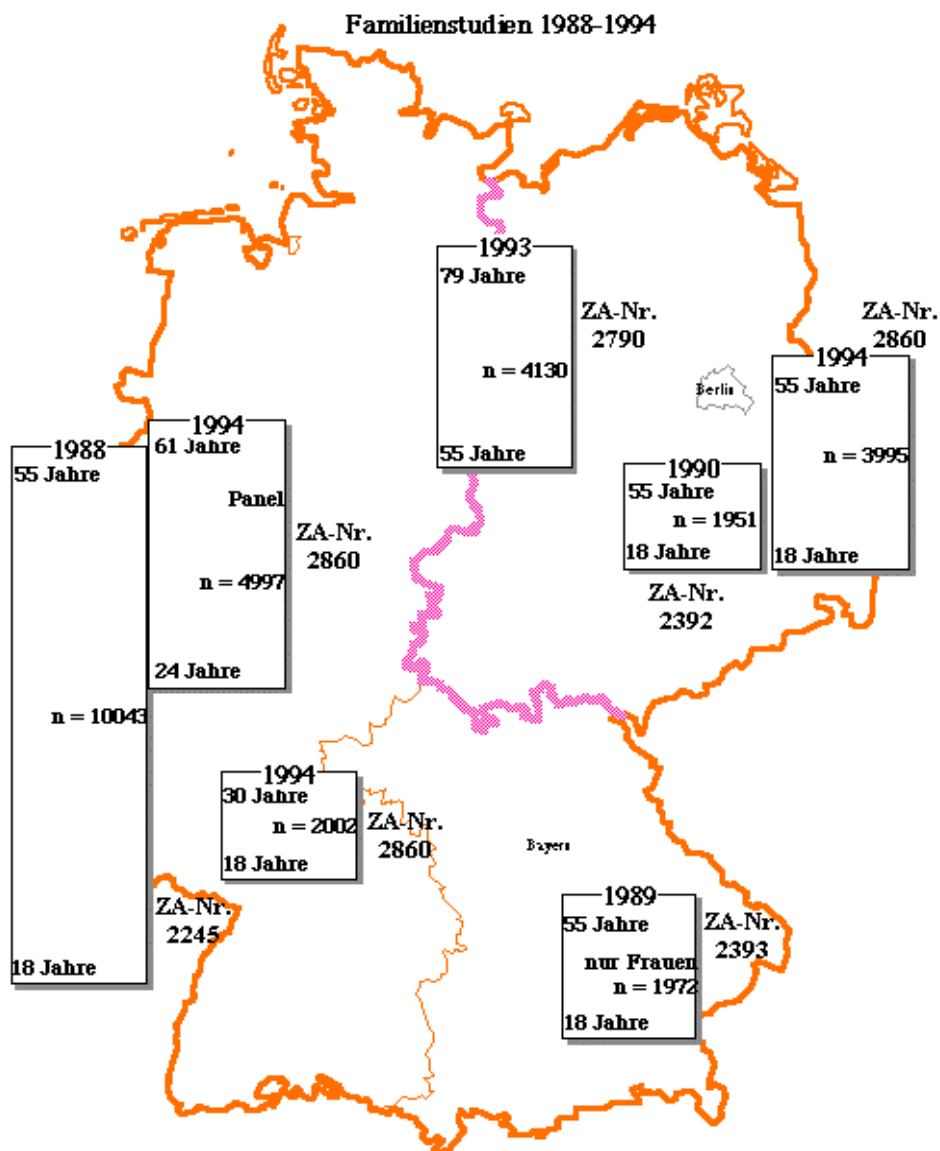 Familienstudien 1988-1994
1993
79 Jahre
n = 4130
55 Jahre
ZA-Nr.
2790
ZA-Nr.
2860
1994
55 Jahre
n = 3995
18 Jahre
Berlin
1990
55 Jahre
n = 1951
18 Jahre
ZA-Nr.
2392
1994
61 Jahre
Panel
n = 4997
24 Jahre
ZA-Nr.
2860
1988
55 Jahre
n = 10043
18 Jahre
ZA-Nr.
2245
1994
30 Jahre
n = 2002
18 Jahre
ZA-Nr.
2860
Bayern
1989
55 Jahre
nur Frauen
n = 1972
18 Jahre
ZA-Nr.
2393